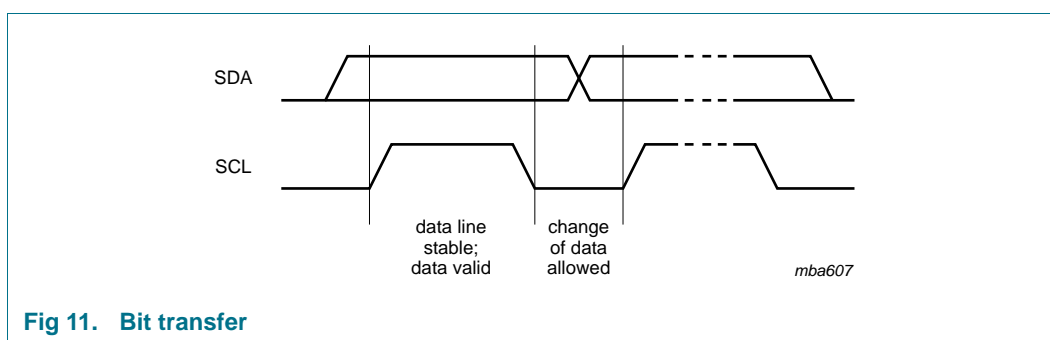 SDA
SCL
data line
stable;
data valid
change
of data
allowed
mba607
Fig 11. Bit transfer